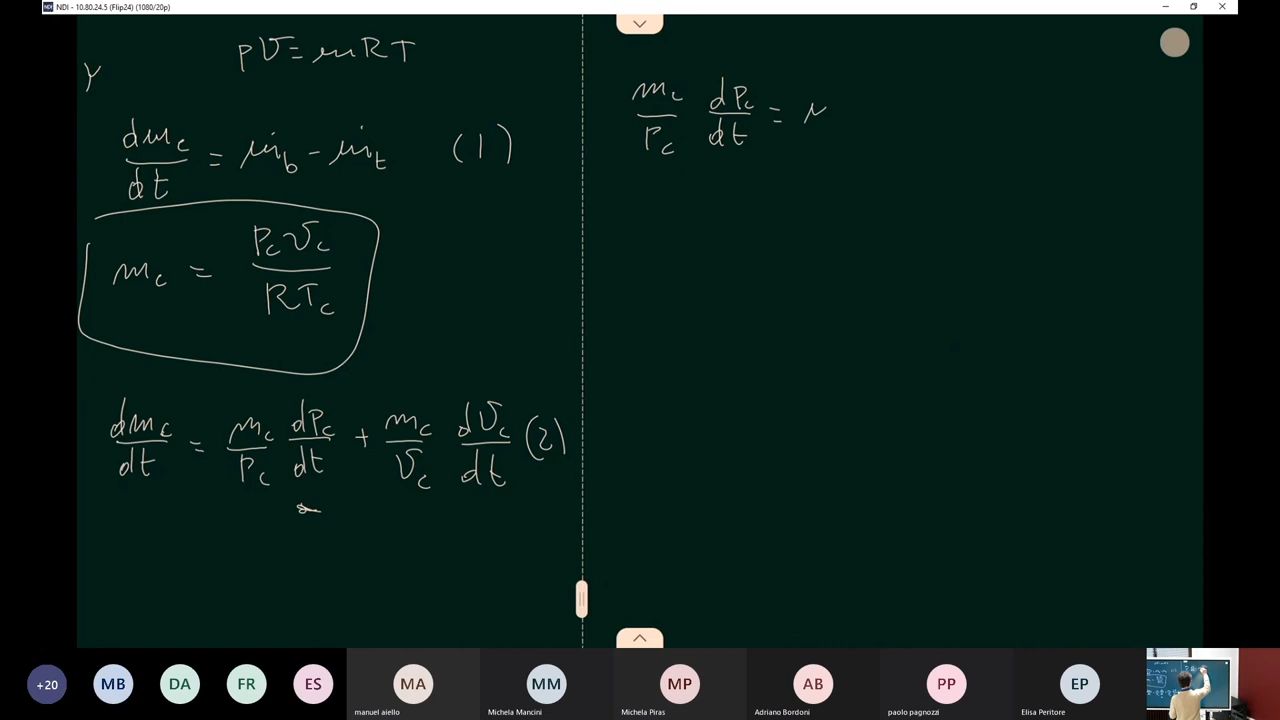 NDI - 10.80.24.5 (Flip24) (1080/20p)
pV = mRT
γ
dm_c/dt = ṁ_b - ṁ_t (1)
m_c = P_c V_c / RT_c
dm_c/dt = m_c/P_c dP_c/dt + m_c/V_c dV_c/dt (2)
m_c/P_c dP_c/dt =
+20 MB DA FR ES MA MM MP AB PP EP
manuel aiello Michela Mancini Michela Piras Adriano Bordoni paolo pagnozzi Elisa Peritore